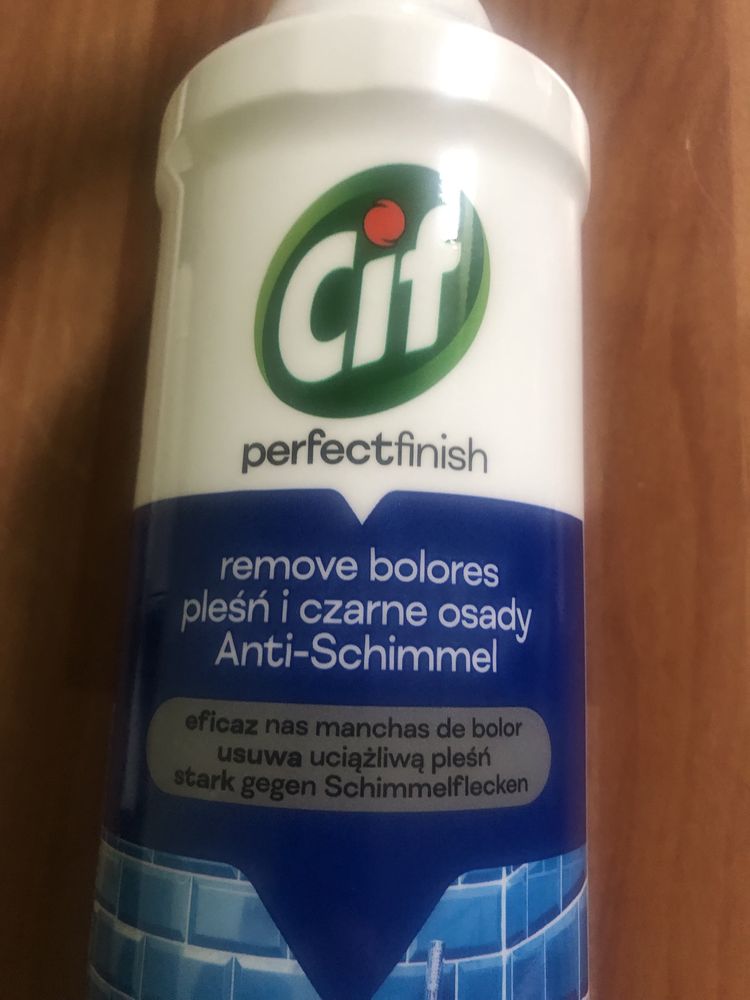 Cif
perfectfinish
remove bolores
pleśń i czarne osady
Anti-Schimmel
eficaz nas manchas de bolor
usuwa uciążliwą pleśń
stark gegen Schimmelflecken